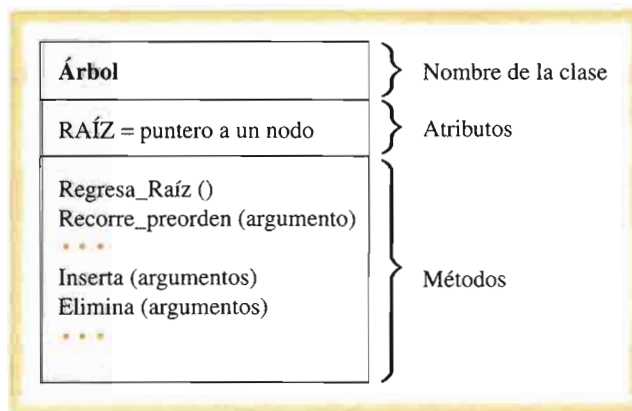 Árbol
Nombre de la clase
RAÍZ = puntero a un nodo
Atributos
Regresa_Raíz ()
Recorre_preorden (argumento)
• • •
Inserta (argumentos)
Elimina (argumentos)
• • •
Métodos